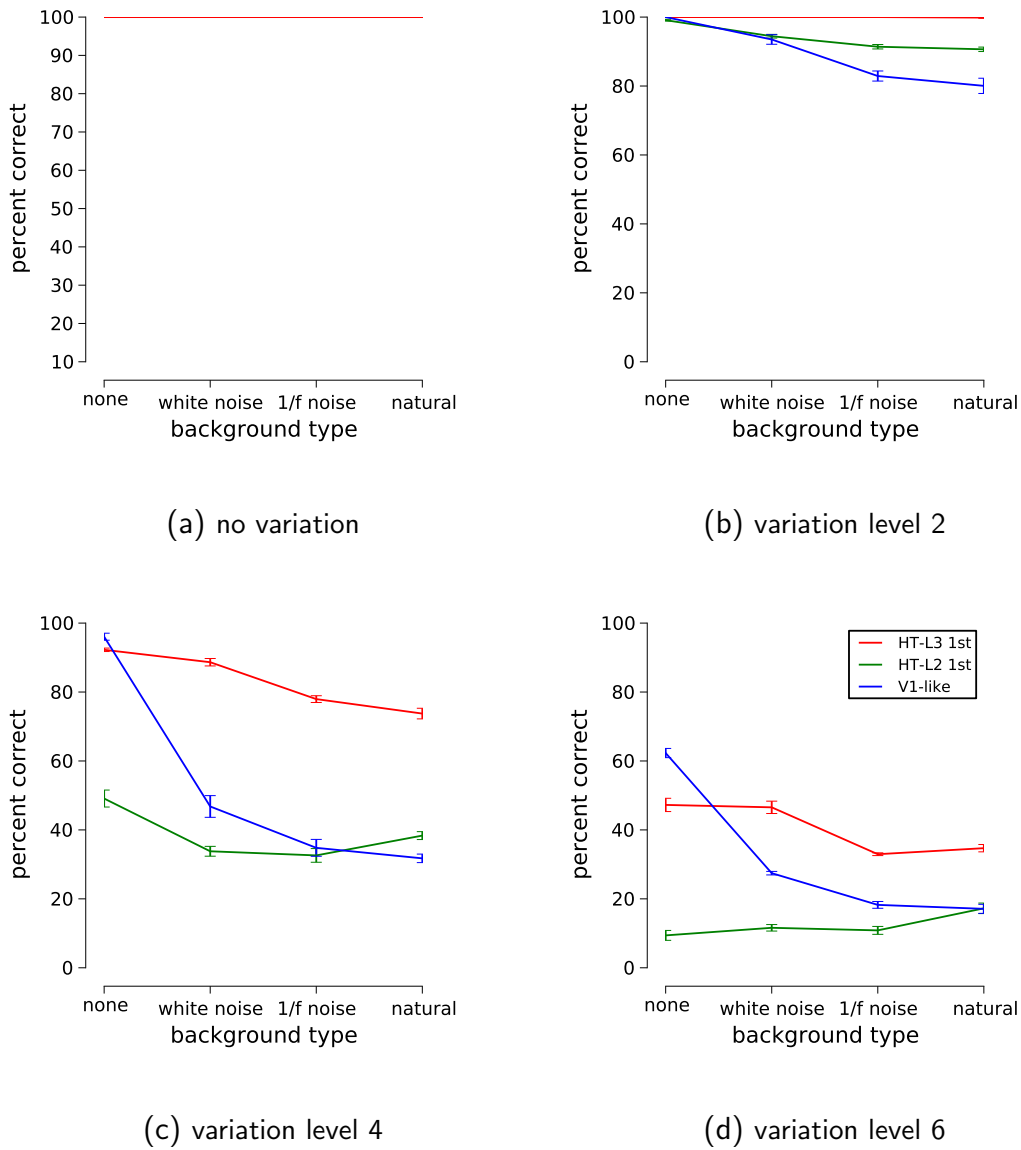 percent correct
100
90
80
70
60
50
40
30
20
10
none white noise 1/f noise natural
background type
(a) no variation
percent correct
100
80
60
40
20
0
none white noise 1/f noise natural
background type
(b) variation level 2
percent correct
100
80
60
40
20
0
none white noise 1/f noise natural
background type
(c) variation level 4
percent correct
100
80
60
40
20
0
HT-L3 1st
HT-L2 1st
V1-like
none white noise 1/f noise natural
background type
(d) variation level 6